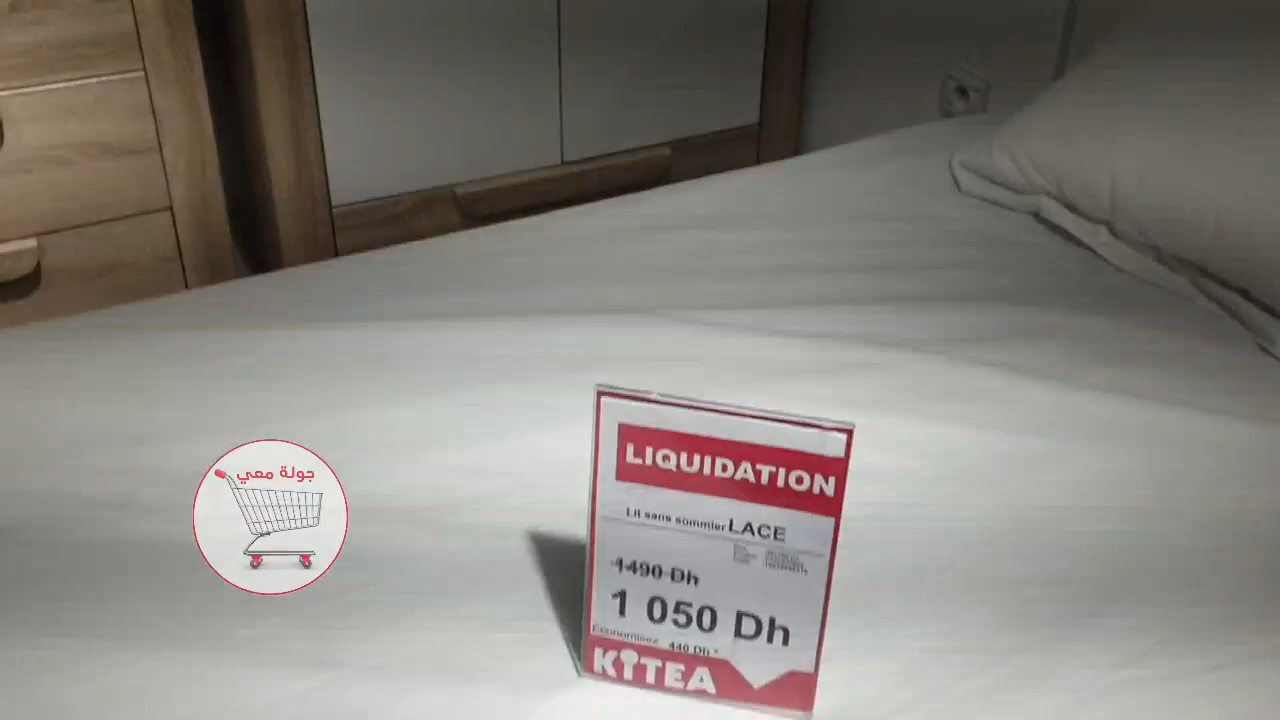 جولة معي
LIQUIDATION
Lit sans sommier LACE
1490 Dh
1 050 Dh
Economisez 440 Dh *
KITEA